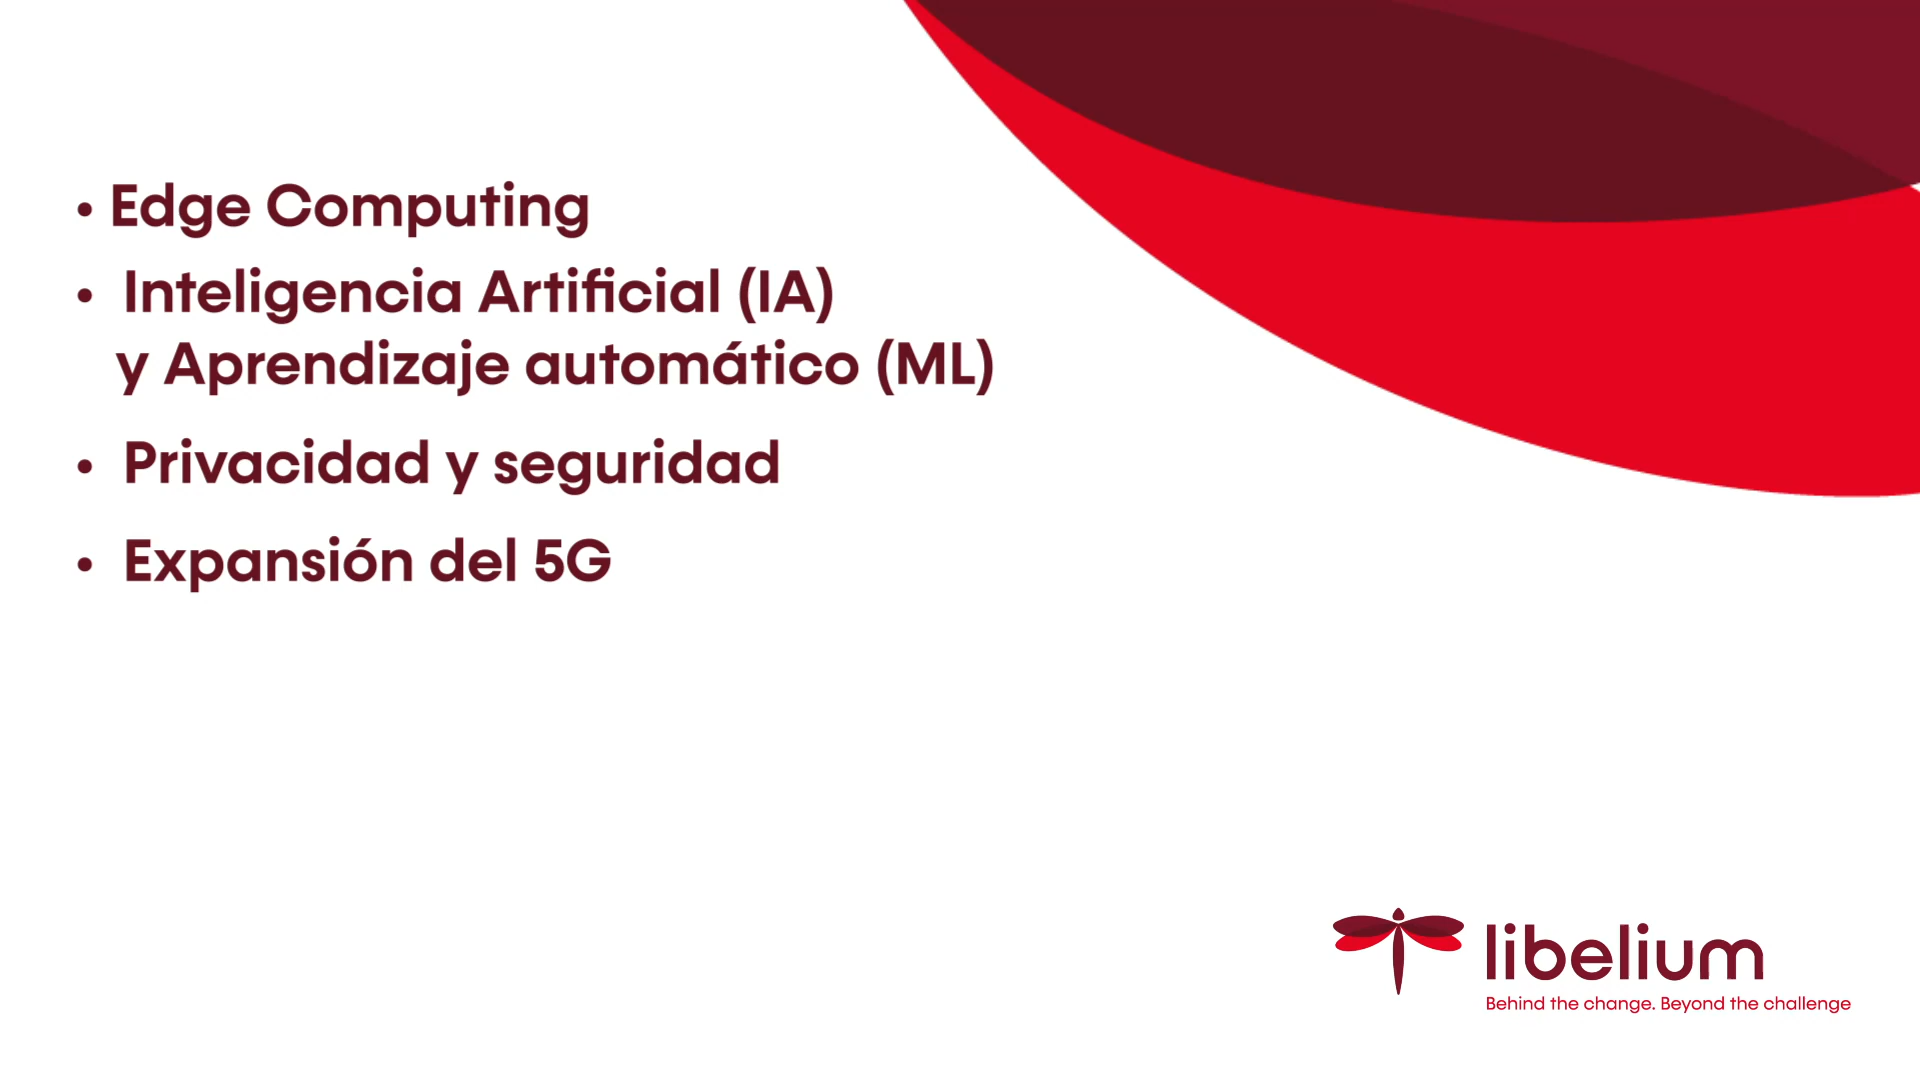 • Edge Computing
• Inteligencia Artificial (IA)
y Aprendizaje automático (ML)
• Privacidad y seguridad
• Expansión del 5G
libelium
Behind the change. Beyond the challenge